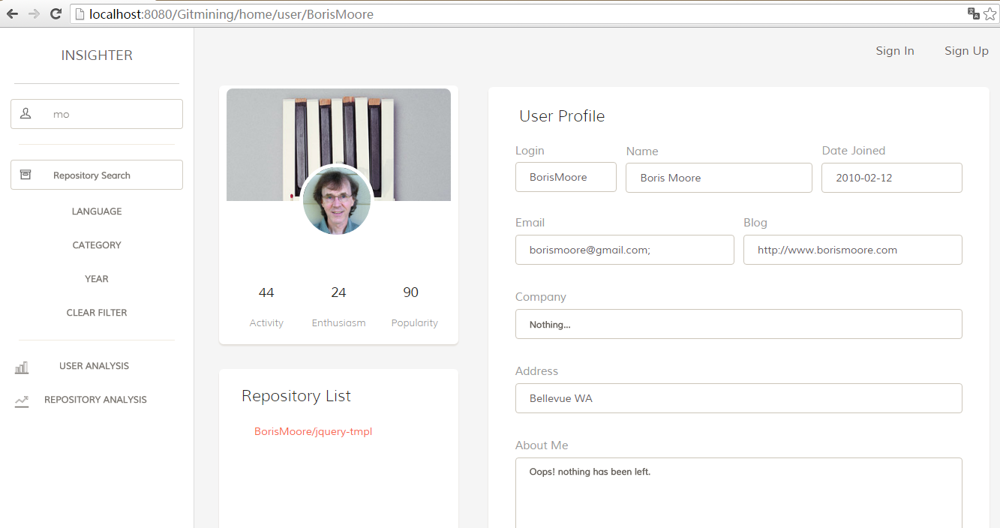 localhost:8080/Gitmining/home/user/BorisMoore
INSIGHTER
mo
Repository Search
LANGUAGE
CATEGORY
YEAR
CLEAR FILTER
USER ANALYSIS
REPOSITORY ANALYSIS
Sign In Sign Up
44 24 90
Activity Enthusiasm Popularity
Repository List
BorisMoore/jquery-tmpl
User Profile
Login Name Date Joined
BorisMoore Boris Moore 2010-02-12
Email Blog
borismoore@gmail.com; http://www.borismoore.com
Company
Nothing...
Address
Bellevue WA
About Me
Oops! nothing has been left.